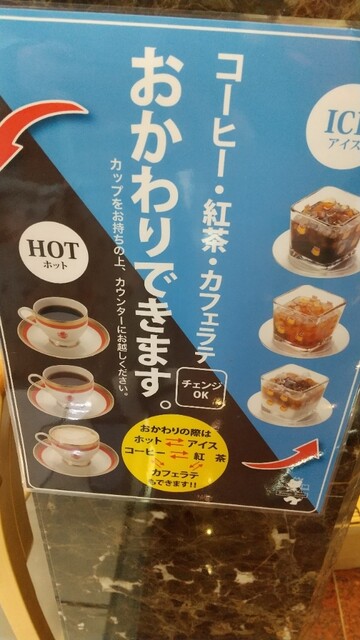 コーヒー・紅茶・カフェラテ
おかわりできます。
カップをお持ちの上、カウンターにお越しください。
ICE
アイス
HOT
ホット
チェンジ
OK
おかわりの際は
ホット⇄アイス
コーヒー⇄紅 茶
カフェラテ
もできます!!